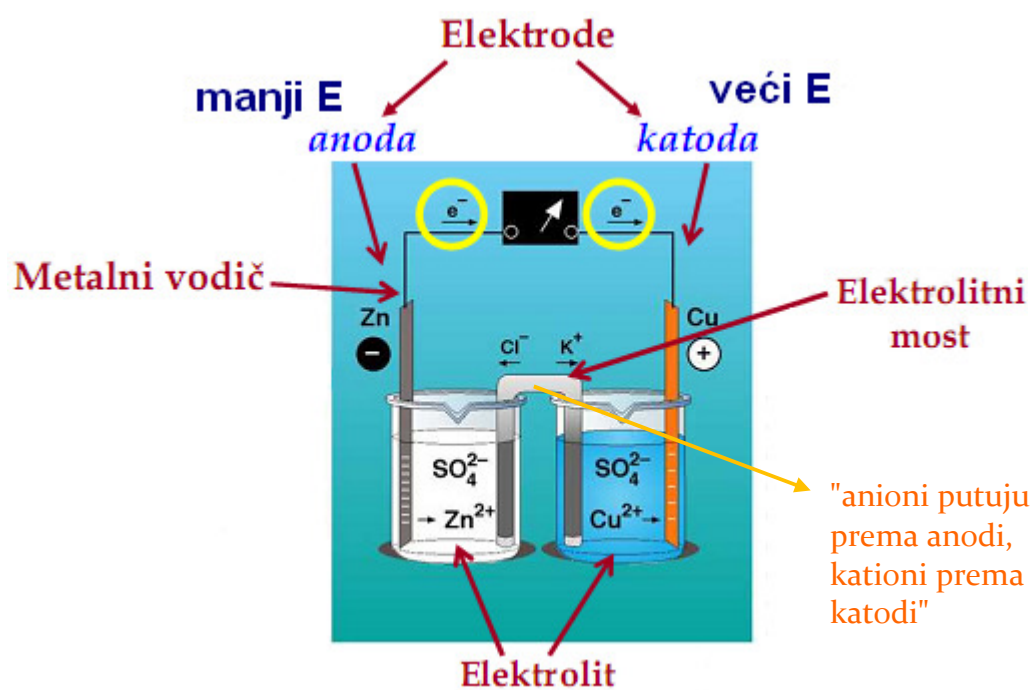 Elektrode
manji E
veći E
anoda
katoda
e⁻
e⁻
Metalni vodič
Elektrolitni
most
Zn
Cu
−
+
Cl⁻
K⁺
SO₄²⁻
SO₄²⁻
→ Zn²⁺
Cu²⁺→
"anioni putuju
prema anodi,
kationi prema
katodi"
Elektrolit